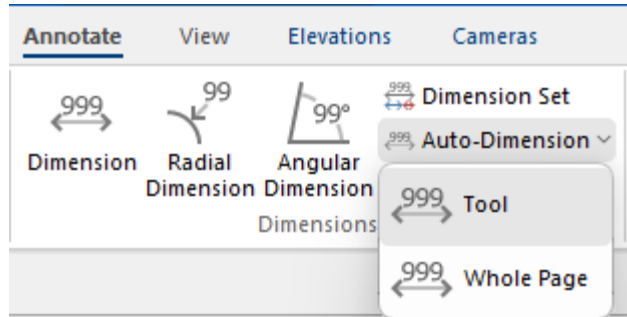 Annotate View Elevations Cameras
999 99 99° 999 Dimension Set
999 Auto-Dimension
Dimension Radial Dimension Angular Dimension
Dimensions
999 Tool
999 Whole Page